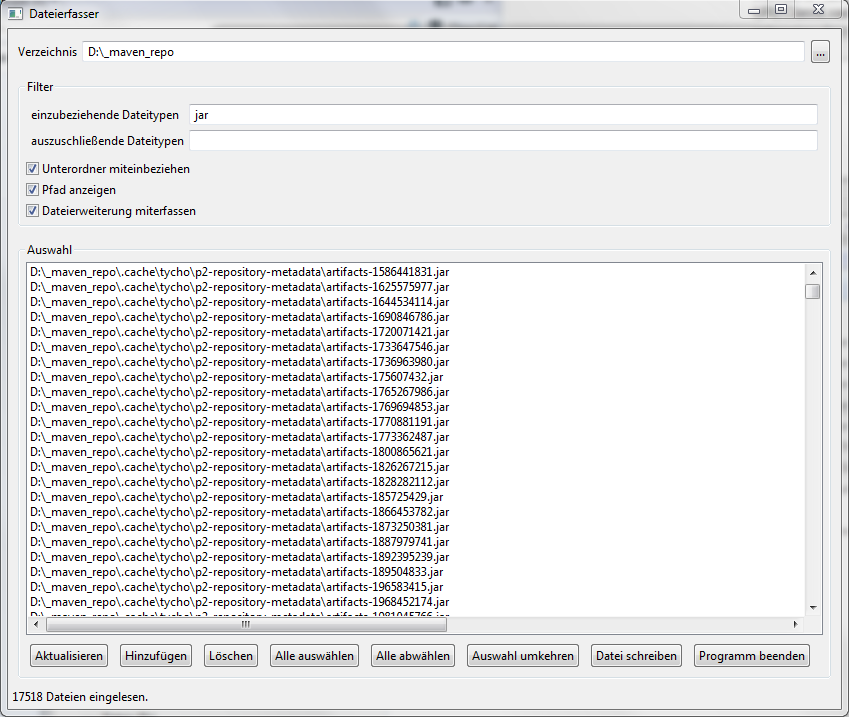 Dateierfasser
Verzeichnis D:\_maven_repo ...
Filter
einzubeziehende Dateitypen jar
auszuschließende Dateitypen
Unterordner miteinbeziehen
Pfad anzeigen
Dateierweiterung miterfassen
Auswahl
D:\_maven_repo\.cache\tycho\p2-repository-metadata\artifacts-1586441831.jar
D:\_maven_repo\.cache\tycho\p2-repository-metadata\artifacts-1625575977.jar
D:\_maven_repo\.cache\tycho\p2-repository-metadata\artifacts-1644534114.jar
D:\_maven_repo\.cache\tycho\p2-repository-metadata\artifacts-1690846786.jar
D:\_maven_repo\.cache\tycho\p2-repository-metadata\artifacts-1720071421.jar
D:\_maven_repo\.cache\tycho\p2-repository-metadata\artifacts-1733647546.jar
D:\_maven_repo\.cache\tycho\p2-repository-metadata\artifacts-1736963980.jar
D:\_maven_repo\.cache\tycho\p2-repository-metadata\artifacts-175607432.jar
D:\_maven_repo\.cache\tycho\p2-repository-metadata\artifacts-1765267986.jar
D:\_maven_repo\.cache\tycho\p2-repository-metadata\artifacts-1769694853.jar
D:\_maven_repo\.cache\tycho\p2-repository-metadata\artifacts-1770881191.jar
D:\_maven_repo\.cache\tycho\p2-repository-metadata\artifacts-1773362487.jar
D:\_maven_repo\.cache\tycho\p2-repository-metadata\artifacts-1800865621.jar
D:\_maven_repo\.cache\tycho\p2-repository-metadata\artifacts-1826267215.jar
D:\_maven_repo\.cache\tycho\p2-repository-metadata\artifacts-1828282112.jar
D:\_maven_repo\.cache\tycho\p2-repository-metadata\artifacts-185725429.jar
D:\_maven_repo\.cache\tycho\p2-repository-metadata\artifacts-1866453782.jar
D:\_maven_repo\.cache\tycho\p2-repository-metadata\artifacts-1873250381.jar
D:\_maven_repo\.cache\tycho\p2-repository-metadata\artifacts-1887979741.jar
D:\_maven_repo\.cache\tycho\p2-repository-metadata\artifacts-1892395239.jar
D:\_maven_repo\.cache\tycho\p2-repository-metadata\artifacts-189504833.jar
D:\_maven_repo\.cache\tycho\p2-repository-metadata\artifacts-196583415.jar
D:\_maven_repo\.cache\tycho\p2-repository-metadata\artifacts-1968452174.jar
Aktualisieren Hinzufügen Löschen Alle auswählen Alle abwählen Auswahl umkehren Datei schreiben Programm beenden
17518 Dateien eingelesen.